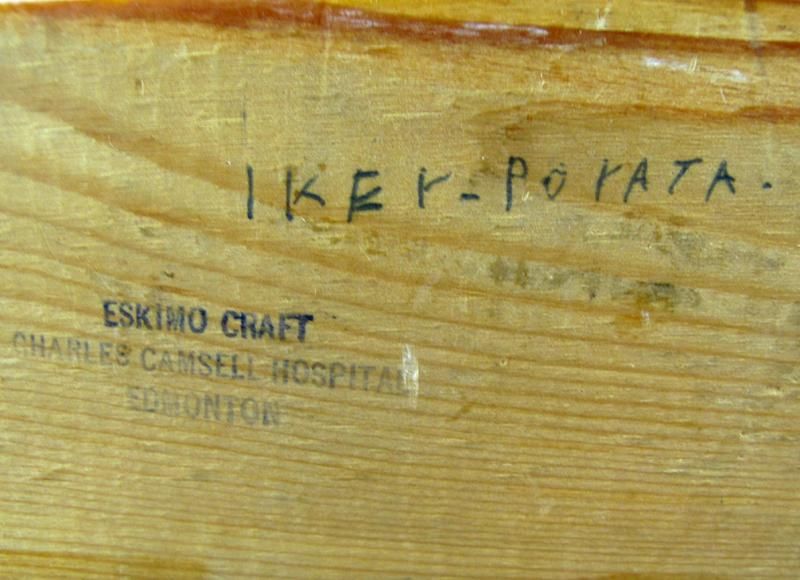 IKEY-POYATA.
ESKIMO CRAFT
CHARLES CAMSELL HOSPITAL
EDMONTON